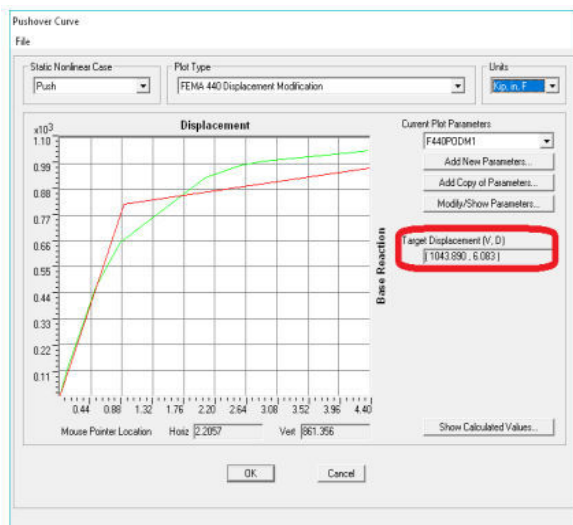 Pushover Curve
File
Static Nonlinear Case
Push
Plot Type
FEMA 440 Displacement Modification
Units
Kip, in, F
Displacement
x10³
1.10
0.99
0.88
0.77
0.66
0.55
0.44
0.33
0.22
0.11
0.44 0.88 1.32 1.76 2.20 2.64 3.08 3.52 3.96 4.40
Base Reaction
Mouse Pointer Location Horiz 2.2057 Vert 861.356
Current Plot Parameters
F440PODM1
Add New Parameters...
Add Copy of Parameters...
Modify/Show Parameters...
Target Displacement (V, D)
( 1043.890 , 6.083 )
Show Calculated Values...
OK Cancel